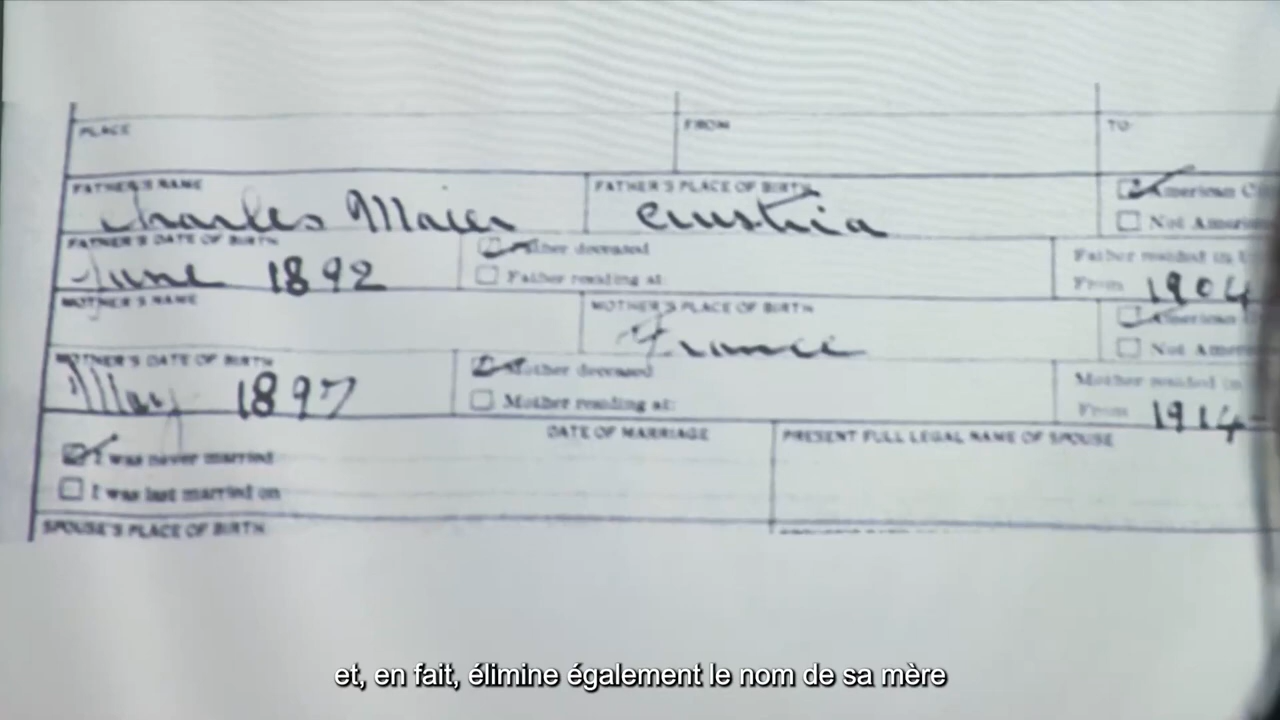 PLACE FROM TO
FATHER'S NAME FATHER'S PLACE OF BIRTH American
Charles Maier Austria Not American
FATHER'S DATE OF BIRTH Father deceased Father resided in
June 1892 Father residing at: From 1904
MOTHER'S NAME MOTHER'S PLACE OF BIRTH American
France Not
MOTHER'S DATE OF BIRTH Mother deceased Mother resided in
May 1897 Mother residing at: From 1914-
DATE OF MARRIAGE PRESENT FULL LEGAL NAME OF SPOUSE
I was never married
I was last married on
SPOUSE'S PLACE OF BIRTH
et, en fait, élimine également le nom de sa mère